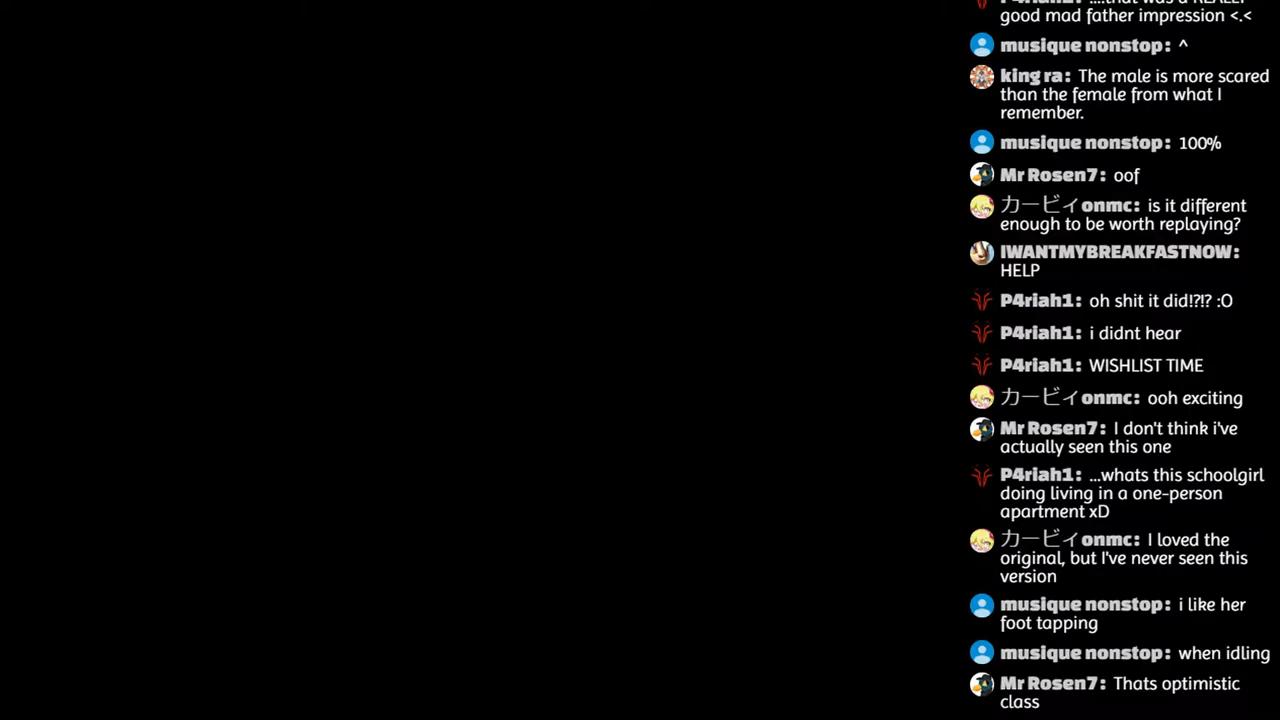 P4riah1: ....that was a REALLY
good mad father impression <.<
musique nonstop: ^
king ra: The male is more scared
than the female from what I
remember.
musique nonstop: 100%
Mr Rosen7: oof
カービィonmc: is it different
enough to be worth replaying?
IWANTMYBREAKFASTNOW:
HELP
P4riah1: oh shit it did!?!? :O
P4riah1: i didnt hear
P4riah1: WISHLIST TIME
カービィonmc: ooh exciting
Mr Rosen7: I don't think i've
actually seen this one
P4riah1: ...whats this schoolgirl
doing living in a one-person
apartment xD
カービィonmc: I loved the
original, but I've never seen this
version
musique nonstop: i like her
foot tapping
musique nonstop: when idling
Mr Rosen7: Thats optimistic
class